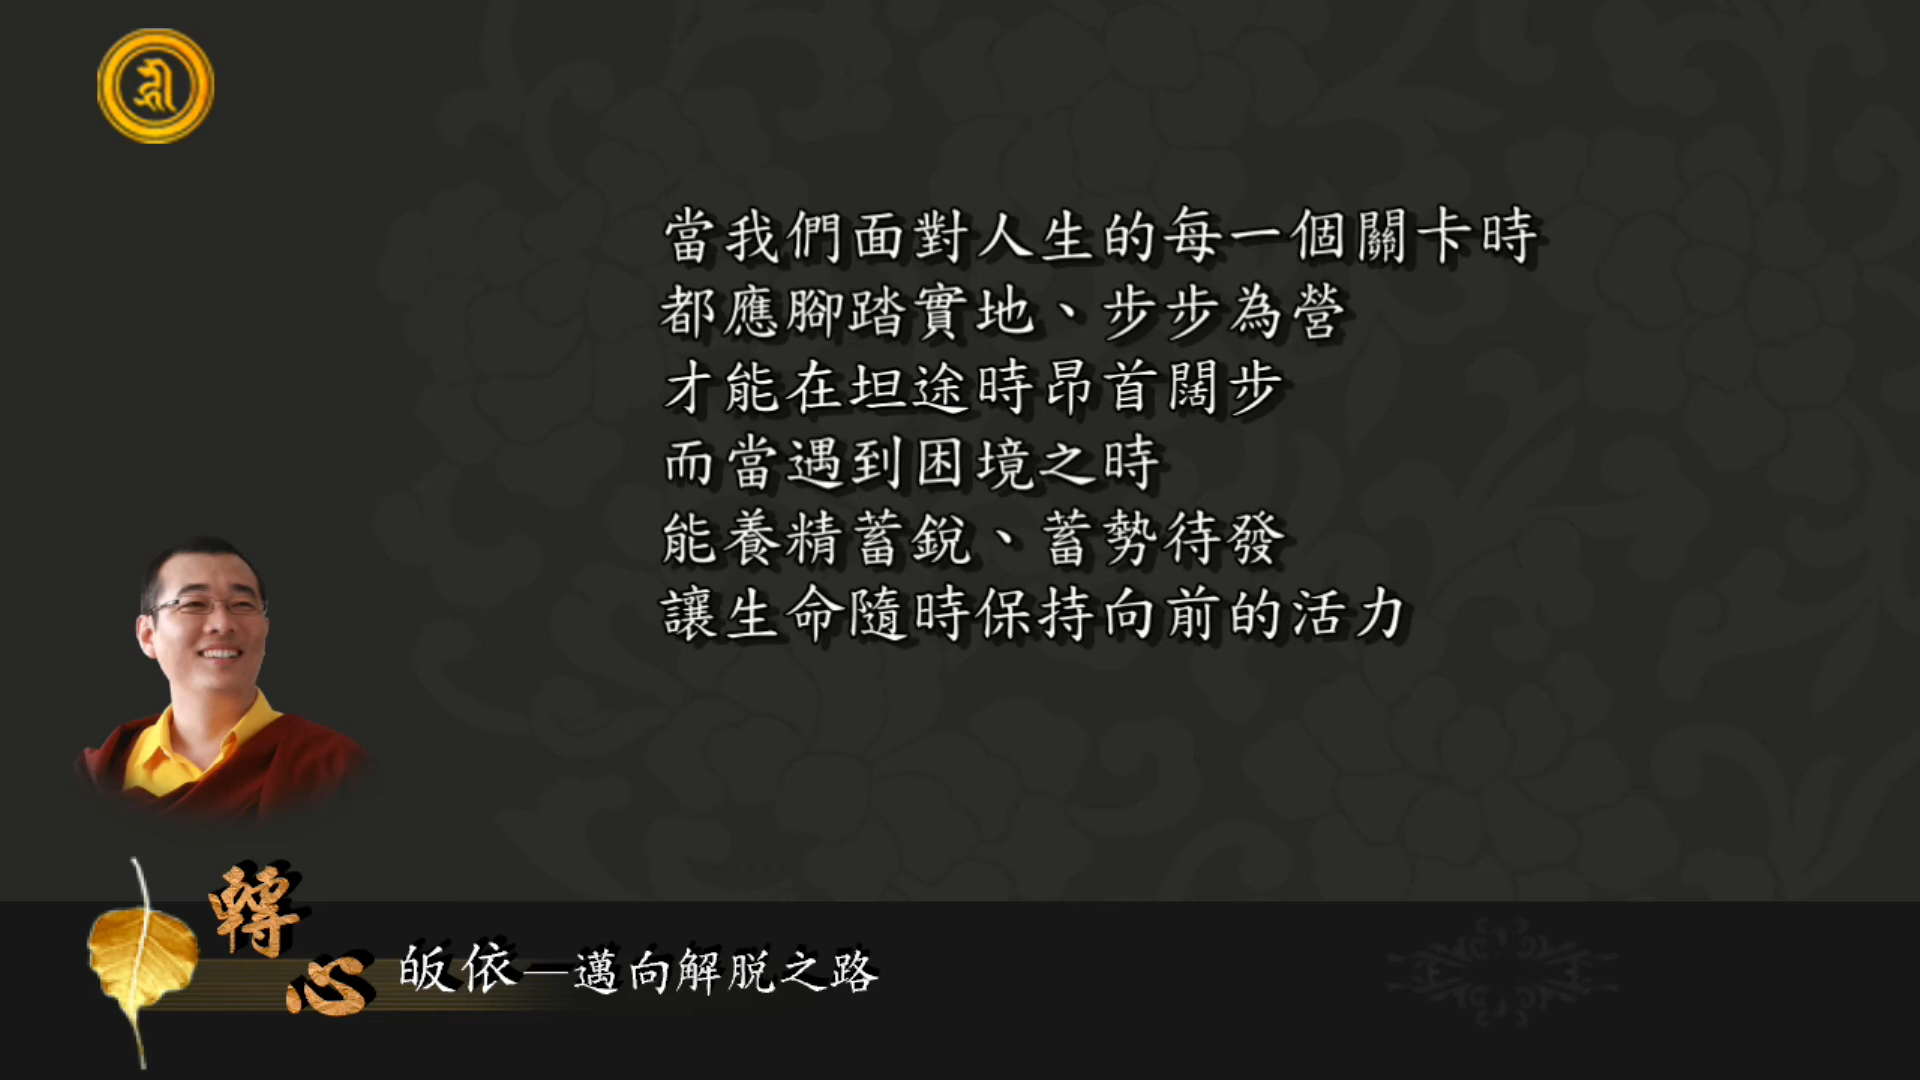 當我們面對人生的每一個關卡時
都應腳踏實地、步步為營
才能在坦途時昂首闊步
而當遇到困境之時
能養精蓄銳、蓄勢待發
讓生命隨時保持向前的活力
轉心
皈依—邁向解脫之路